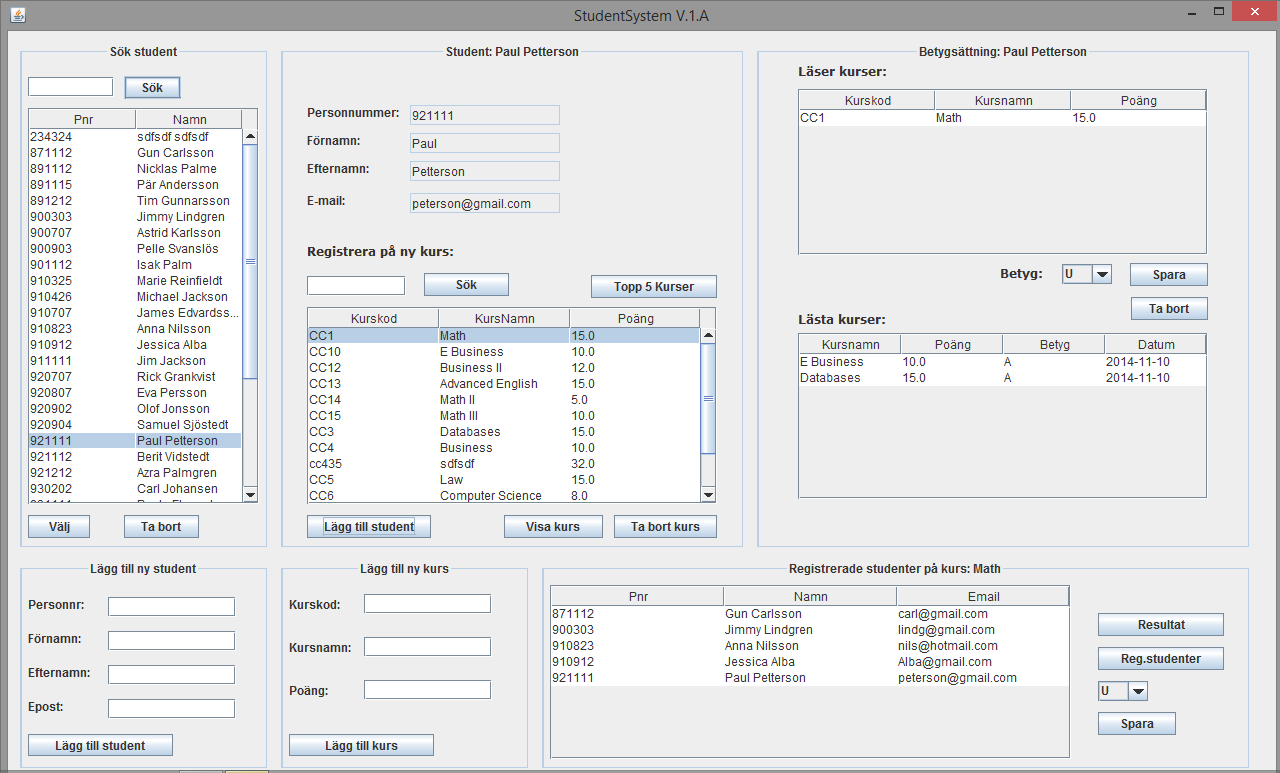 StudentSystem V.1.A
Sök student
Sök
Pnr Namn
234324 sdfsdf sdfsdf
871112 Gun Carlsson
891112 Nicklas Palme
891115 Pär Andersson
891212 Tim Gunnarsson
900303 Jimmy Lindgren
900707 Astrid Karlsson
900903 Pelle Svanslös
901112 Isak Palm
910325 Marie Reinfieldt
910426 Michael Jackson
910707 James Edvardss...
910823 Anna Nilsson
910912 Jessica Alba
911111 Jim Jackson
920707 Rick Grankvist
920807 Eva Persson
920902 Olof Jonsson
920904 Samuel Sjöstedt
921111 Paul Petterson
921112 Berit Vidstedt
921212 Azra Palmgren
930202 Carl Johansen
Välj Ta bort
Student: Paul Petterson
Personnummer: 921111
Förnamn: Paul
Efternamn: Petterson
E-mail: peterson@gmail.com
Registrera på ny kurs:
Sök Topp 5 Kurser
Kurskod KursNamn Poäng
CC1 Math 15.0
CC10 E Business 10.0
CC12 Business II 12.0
CC13 Advanced English 15.0
CC14 Math II 5.0
CC15 Math III 10.0
CC3 Databases 15.0
CC4 Business 10.0
cc435 sdfsdf 32.0
CC5 Law 15.0
CC6 Computer Science 8.0
Lägg till student Visa kurs Ta bort kurs
Betygsättning: Paul Petterson
Läser kurser:
Kurskod Kursnamn Poäng
CC1 Math 15.0
Betyg: U Spara
Ta bort
Lästa kurser:
Kursnamn Poäng Betyg Datum
E Business 10.0 A 2014-11-10
Databases 15.0 A 2014-11-10
Lägg till ny student
Personnr:
Förnamn:
Efternamn:
Epost:
Lägg till student
Lägg till ny kurs
Kurskod:
Kursnamn:
Poäng:
Lägg till kurs
Registrerade studenter på kurs: Math
Pnr Namn Email
871112 Gun Carlsson carl@gmail.com
900303 Jimmy Lindgren lindg@gmail.com
910823 Anna Nilsson nils@hotmail.com
910912 Jessica Alba Alba@gmail.com
921111 Paul Petterson peterson@gmail.com
Resultat
Reg.studenter
U
Spara